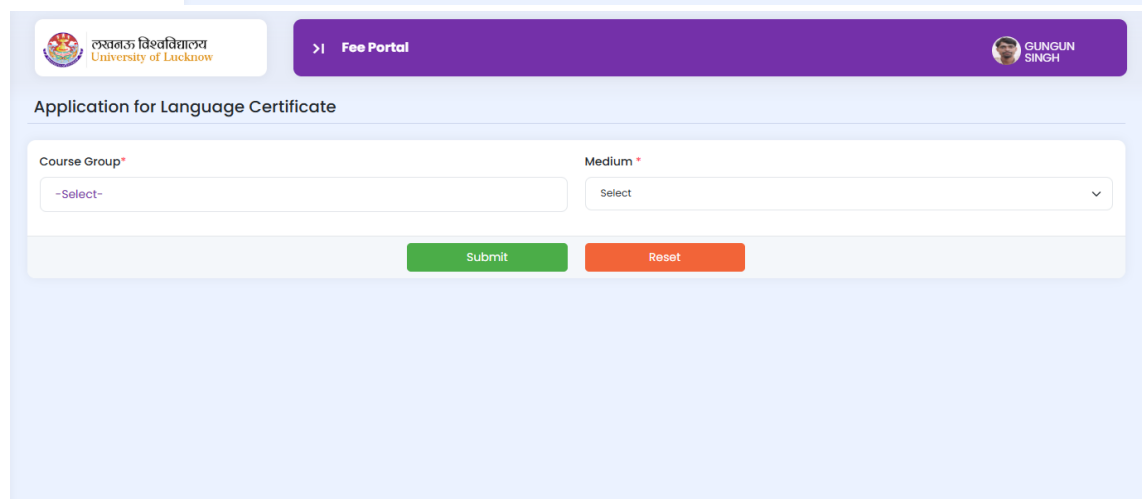 लखनऊ विश्वविद्यालय
University of Lucknow
Fee Portal
GUNGUN
SINGH
Application for Language Certificate
Course Group*
Medium *
-Select-
Select
Submit
Reset